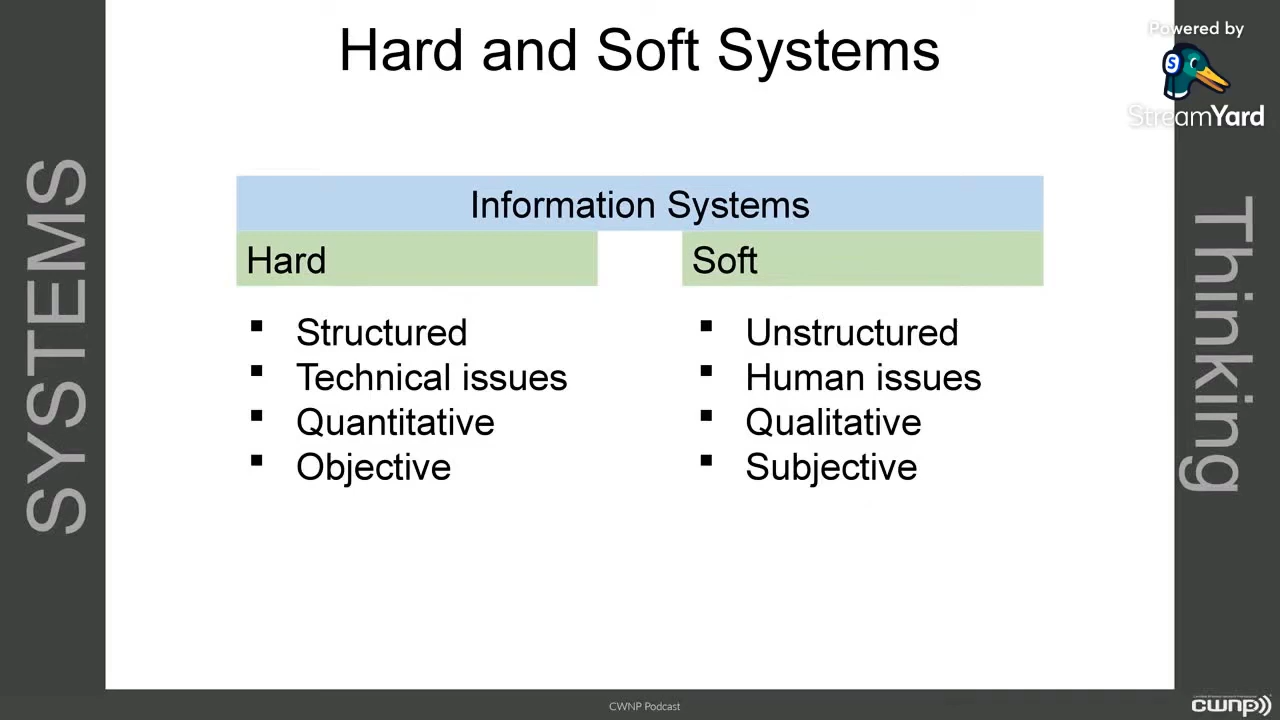 Hard and Soft Systems
Powered by
S
StreamYard
SYSTEMS
Thinking
Information Systems
Hard
Soft
▪ Structured
▪ Technical issues
▪ Quantitative
▪ Objective
▪ Unstructured
▪ Human issues
▪ Qualitative
▪ Subjective
CWNP Podcast
cwnp